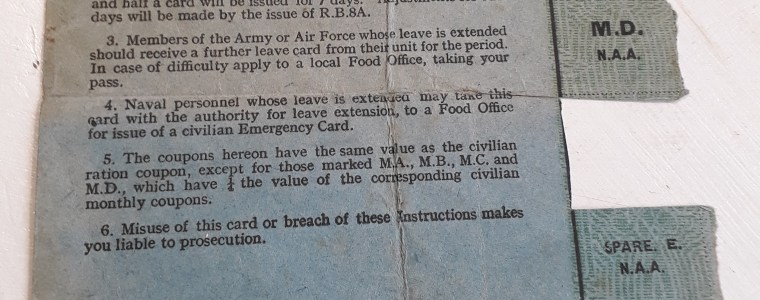 and half a card will be issued for 7 days.
days will be made by the issue of R.B.8A.
3. Members of the Army or Air Force whose leave is extended
should receive a further leave card from their unit for the period.
In case of difficulty apply to a local Food Office, taking your
pass.
4. Naval personnel whose leave is extended may take this
card with the authority for leave extension, to a Food Office
for issue of a civilian Emergency Card.
5. The coupons hereon have the same value as the civilian
ration coupon, except for those marked M.A., M.B., M.C. and
M.D., which have ¼ the value of the corresponding civilian
monthly coupons.
6. Misuse of this card or breach of these Instructions makes
you liable to prosecution.
M.D.
N.A.A.
SPARE. E.
N.A.A.